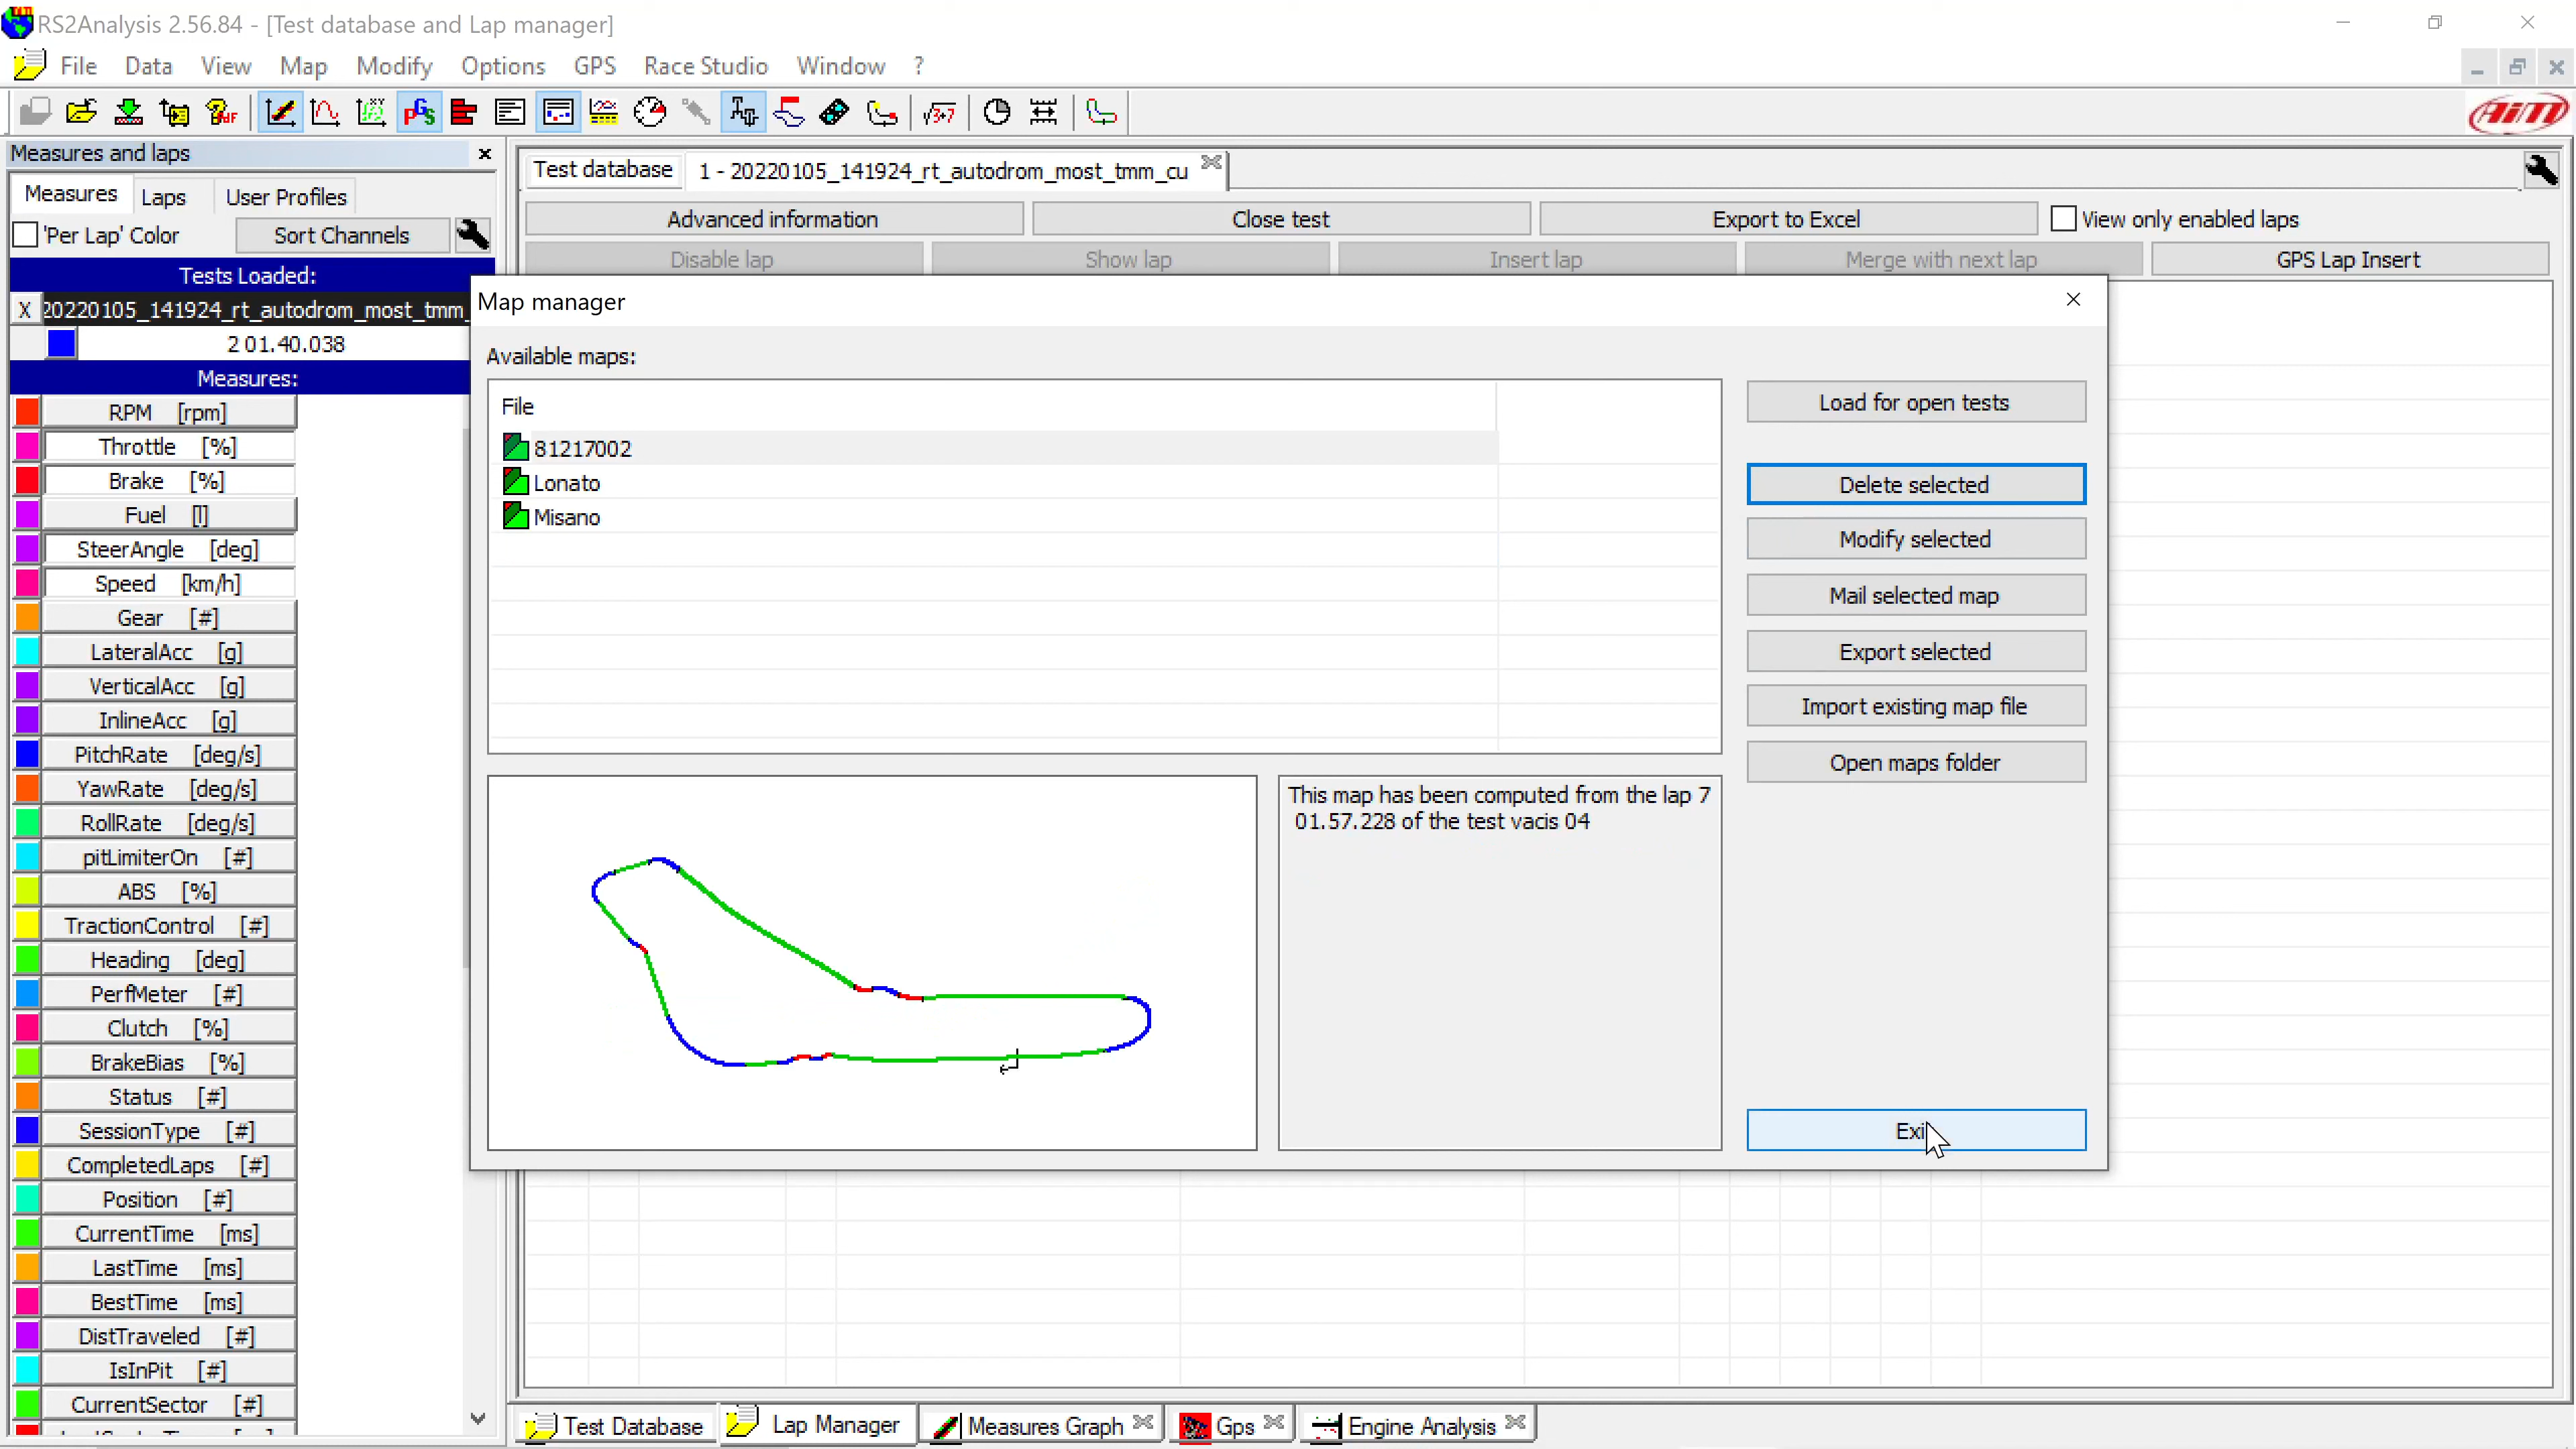 RS2Analysis 2.56.84 - [Test database and Lap manager]
File Data View Map Modify Options GPS Race Studio Window ?
AiM
Measures and laps
Measures Laps User Profiles
'Per Lap' Color Sort Channels
Tests Loaded:
X 20220105_141924_rt_autodrom_most_tmm_
2 01.40.038
Measures:
RPM [rpm]
Throttle [%]
Brake [%]
Fuel [l]
SteerAngle [deg]
Speed [km/h]
Gear [#]
LateralAcc [g]
VerticalAcc [g]
InlineAcc [g]
PitchRate [deg/s]
YawRate [deg/s]
RollRate [deg/s]
pitLimiterOn [#]
ABS [%]
TractionControl [#]
Heading [deg]
PerfMeter [#]
Clutch [%]
BrakeBias [%]
Status [#]
SessionType [#]
CompletedLaps [#]
Position [#]
CurrentTime [ms]
LastTime [ms]
BestTime [ms]
DistTraveled [#]
IsInPit [#]
CurrentSector [#]
Test database 1 - 20220105_141924_rt_autodrom_most_tmm_cu
Advanced information Close test Export to Excel View only enabled laps
Disable lap Show lap Insert lap Merge with next lap GPS Lap Insert
Map manager
Available maps:
File
81217002
Lonato
Misano
Load for open tests
Delete selected
Modify selected
Mail selected map
Export selected
Import existing map file
Open maps folder
This map has been computed from the lap 7
01.57.228 of the test vacis 04
Exi
Test Database Lap Manager Measures Graph Gps Engine Analysis